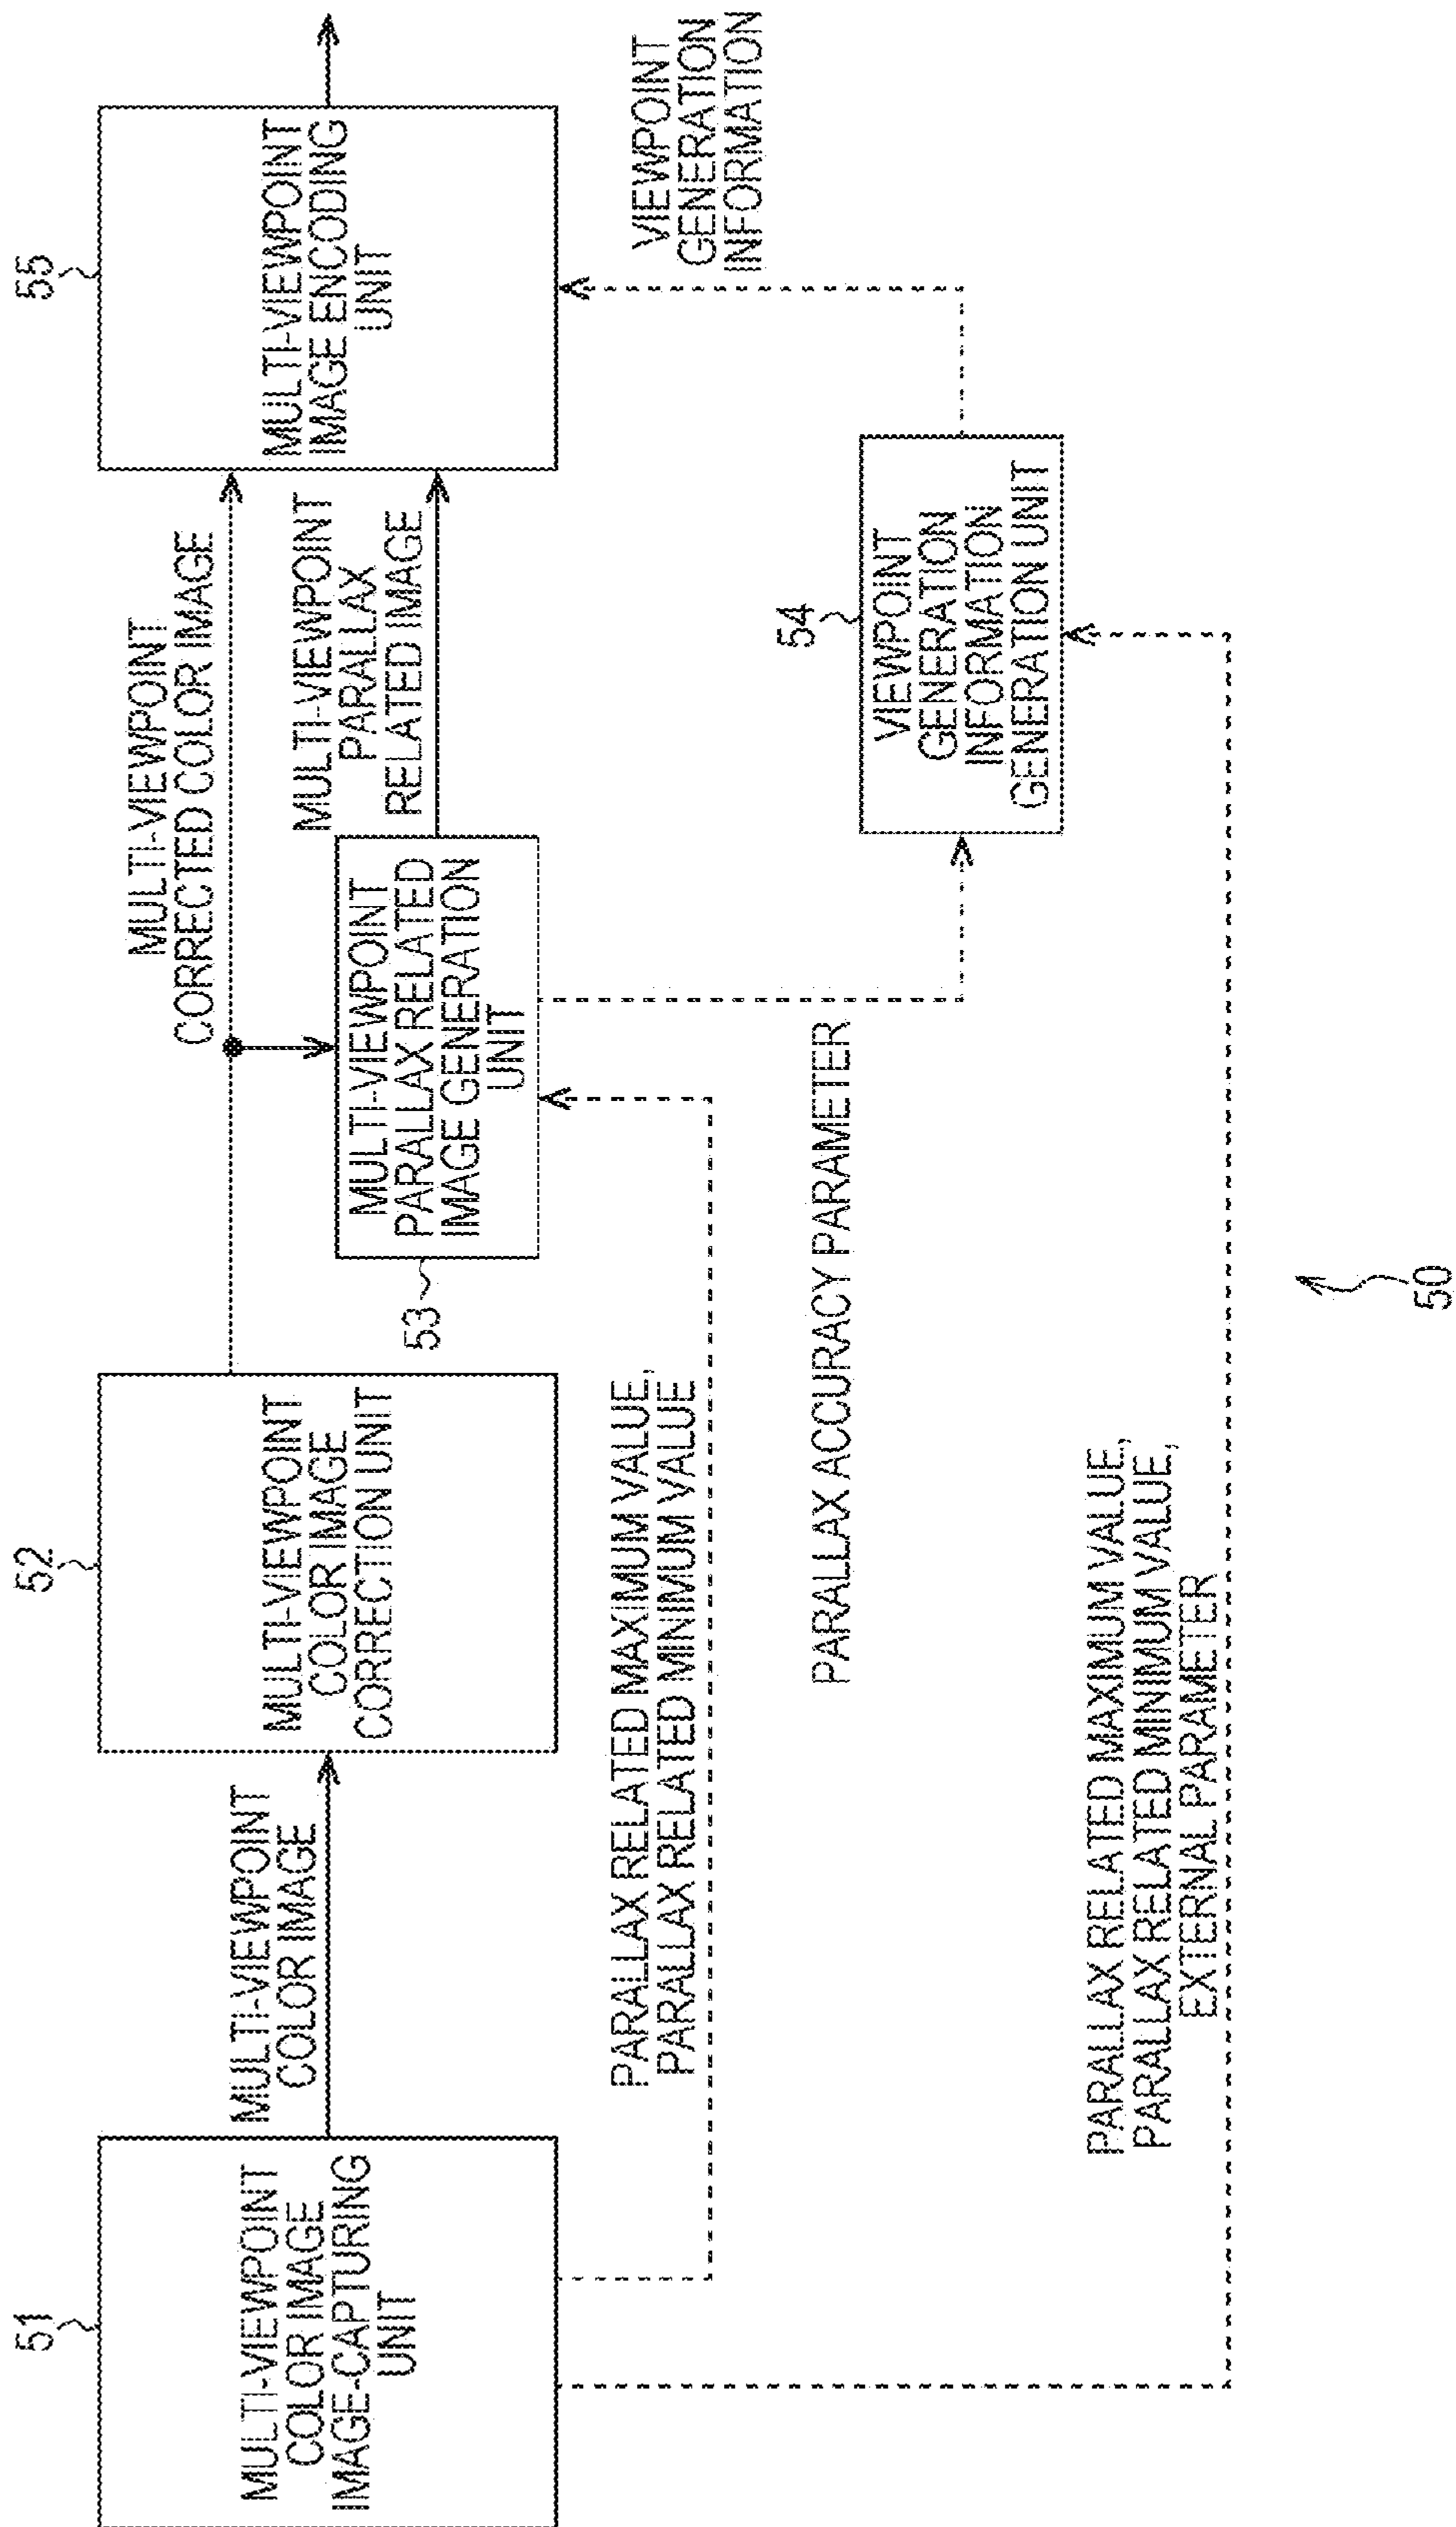 51
MULTI-VIEWPOINT
COLOR IMAGE
IMAGE-CAPTURING
UNIT
MULTI-VIEWPOINT
COLOR IMAGE
52
MULTI-VIEWPOINT
COLOR IMAGE
CORRECTION UNIT
MULTI-VIEWPOINT
CORRECTED COLOR IMAGE
53
MULTI-VIEWPOINT
PARALLAX RELATED
IMAGE GENERATION
UNIT
MULTI-VIEWPOINT
PARALLAX
RELATED IMAGE
55
MULTI-VIEWPOINT
IMAGE ENCODING
UNIT
PARALLAX RELATED MAXIMUM VALUE,
PARALLAX RELATED MINIMUM VALUE
PARALLAX ACCURACY PARAMETER
54
VIEWPOINT
GENERATION
INFORMATION
GENERATION UNIT
VIEWPOINT
GENERATION
INFORMATION
PARALLAX RELATED MAXIMUM VALUE,
PARALLAX RELATED MINIMUM VALUE,
EXTERNAL PARAMETER
50